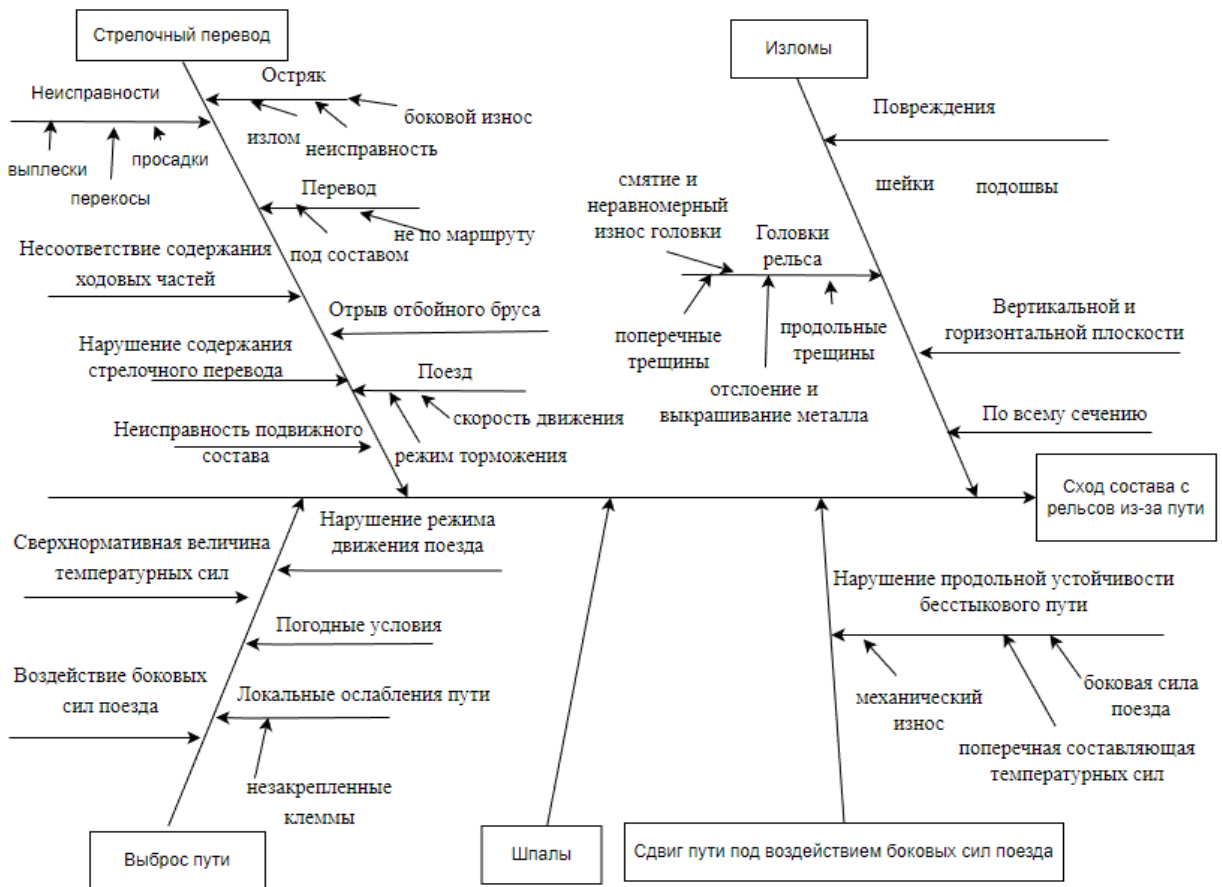 Стрелочный перевод
Неисправности
выплески
перекосы
просадки
Остряк
излом
неисправность
боковой износ
Перевод
под составом
не по маршруту
Несоответствие содержания
ходовых частей
Отрыв отбойного бруса
Нарушение содержания
стрелочного перевода
Поезд
скорость движения
режим торможения
Неисправность подвижного
состава
Изломы
Повреждения
шейки
подошвы
смятие и
неравномерный
износ головки
Головки
рельса
поперечные
трещины
продольные
трещины
отслоение и
выкрашивание металла
Вертикальной и
горизонтальной плоскости
По всему сечению
Сход состава с
рельсов из-за пути
Нарушение режима
движения поезда
Сверхнормативная величина
температурных сил
Погодные условия
Воздействие боковых
сил поезда
Локальные ослабления пути
незакрепленные
клеммы
Выброс пути
Шпалы
Нарушение продольной устойчивости
бесстыкового пути
механический
износ
боковая сила
поезда
поперечная составляющая
температурных сил
Сдвиг пути под воздействием боковых сил поезда